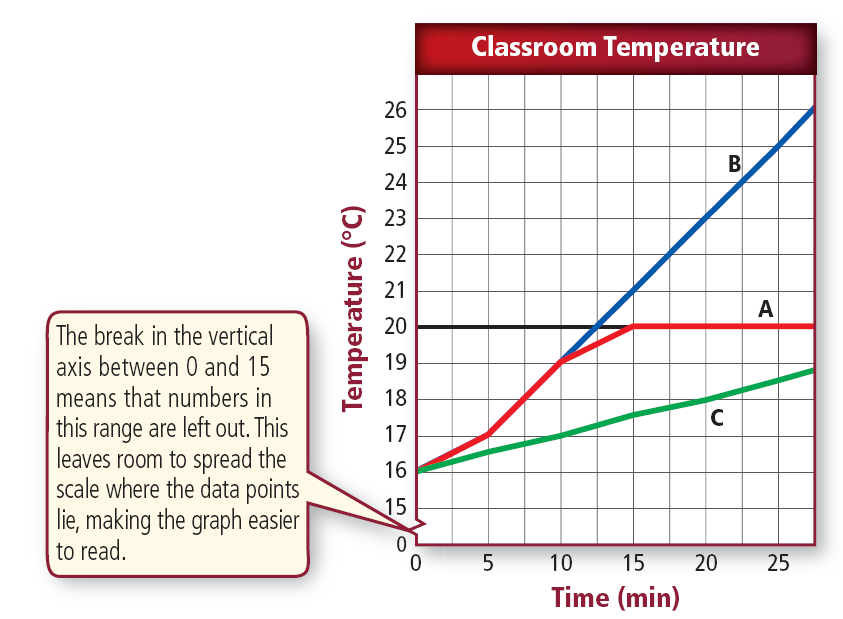 Classroom Temperature
26
25
24
23
22
21
20
19
18
17
16
15
0
Temperature (°C)
B
A
C
0 5 10 15 20 25
Time (min)
The break in the vertical
axis between 0 and 15
means that numbers in
this range are left out. This
leaves room to spread the
scale where the data points
lie, making the graph easier
to read.